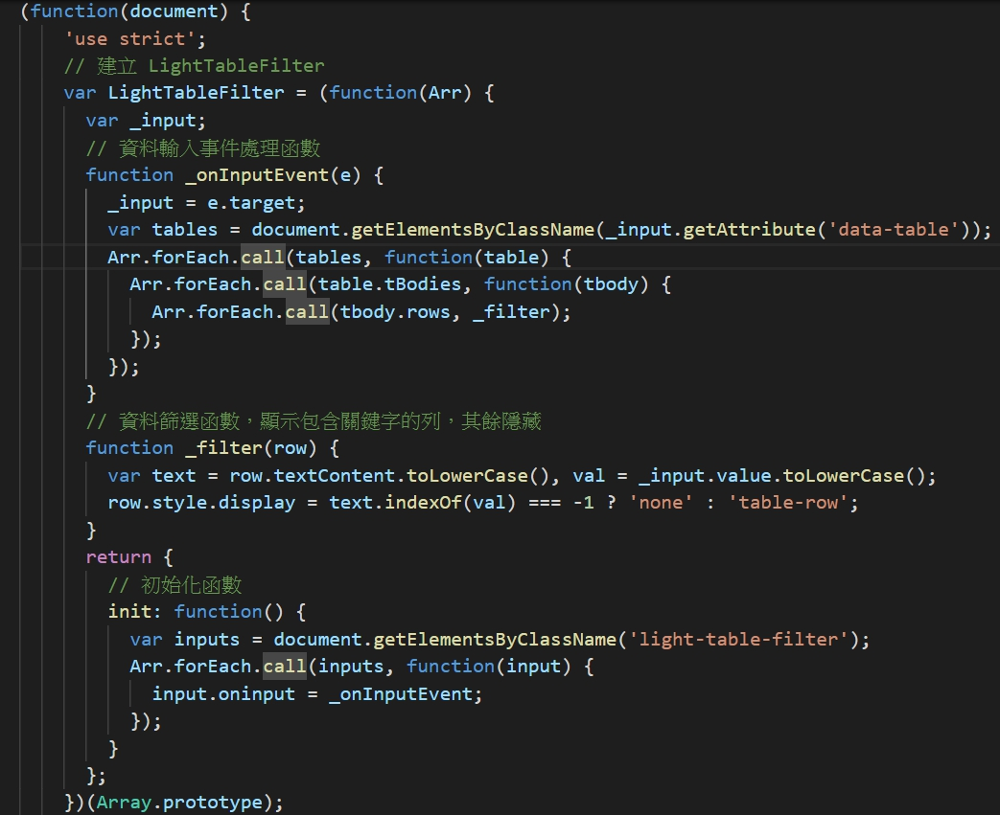 (function(document) {
'use strict';
// 建立 LightTableFilter
var LightTableFilter = (function(Arr) {
var _input;
// 資料輸入事件處理函數
function _onInputEvent(e) {
_input = e.target;
var tables = document.getElementsByClassName(_input.getAttribute('data-table'));
Arr.forEach.call(tables, function(table) {
Arr.forEach.call(table.tBodies, function(tbody) {
Arr.forEach.call(tbody.rows, _filter);
});
});
}
// 資料篩選函數，顯示包含關鍵字的列，其餘隱藏
function _filter(row) {
var text = row.textContent.toLowerCase(), val = _input.value.toLowerCase();
row.style.display = text.indexOf(val) === -1 ? 'none' : 'table-row';
}
return {
// 初始化函數
init: function() {
var inputs = document.getElementsByClassName('light-table-filter');
Arr.forEach.call(inputs, function(input) {
input.oninput = _onInputEvent;
});
}
};
})(Array.prototype);